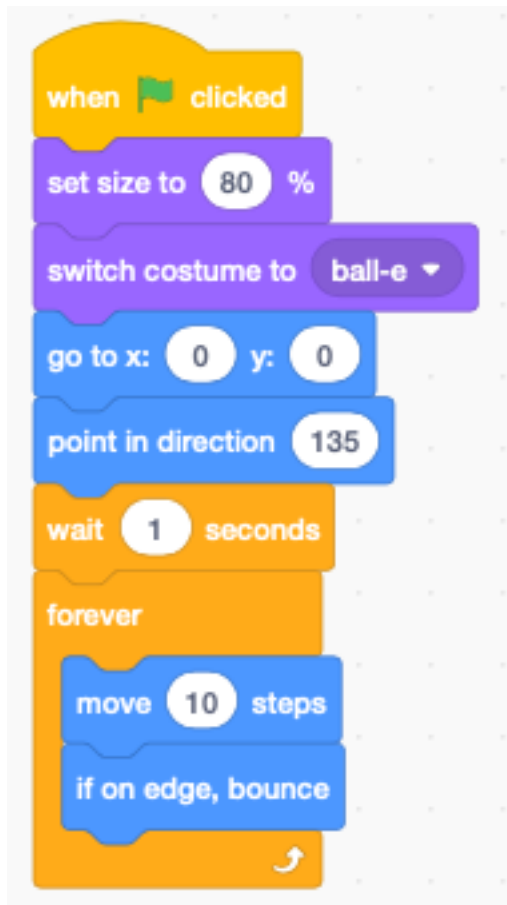 when clicked
set size to 80 %
switch costume to ball-e
go to x: 0 y: 0
point in direction 135
wait 1 seconds
forever
move 10 steps
if on edge, bounce